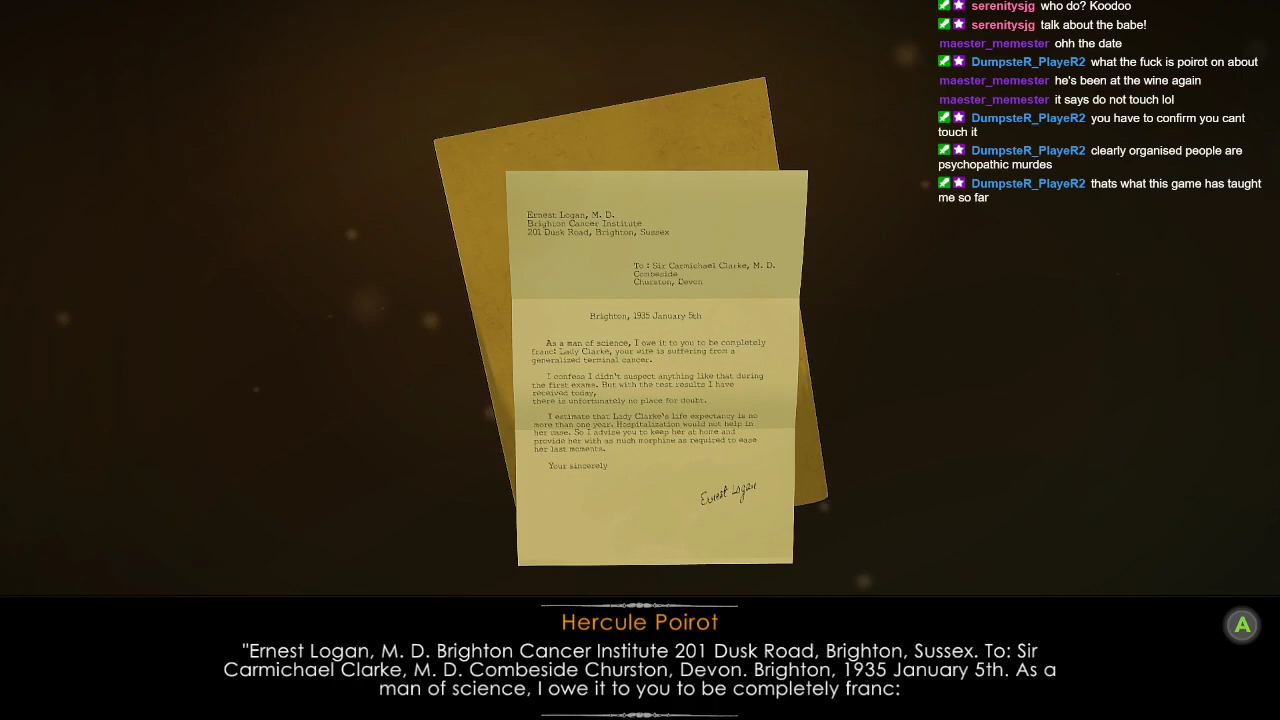 serenitysjg who do? Koodoo
serenitysjg talk about the babe!
maester_memester ohh the date
DumpsteR_PlayeR2 what the fuck is poirot on about
maester_memester he's been at the wine again
maester_memester it says do not touch lol
DumpsteR_PlayeR2 you have to confirm you cant
touch it
DumpsteR_PlayeR2 clearly organised people are
psychopathic murdes
DumpsteR_PlayeR2 thats what this game has taught
me so far
Ernest Logan, M. D.
Brighton Cancer Institute
201 Dusk Road, Brighton, Sussex
To : Sir Carmichael Clarke, M. D.
Combeside
Churston, Devon
Brighton, 1935 January 5th
As a man of science, I owe it to you to be completely
franc: Lady Clarke, your wife is suffering from a
generalized terminal cancer.
I confess I didn't suspect anything like that during
the first exams. But with the test results I have
received today,
there is unfortunately no place for doubt.
I estimate that Lady Clarke's life expectancy is no
more than one year. Hospitalization would not help in
her case. So I advise you to keep her at home and
provide her with as much morphine as required to ease
her last moments.
Your sincerely
Ernest Logan
Hercule Poirot
"Ernest Logan, M. D. Brighton Cancer Institute 201 Dusk Road, Brighton, Sussex. To: Sir
Carmichael Clarke, M. D. Combeside Churston, Devon. Brighton, 1935 January 5th. As a
man of science, I owe it to you to be completely franc:
A